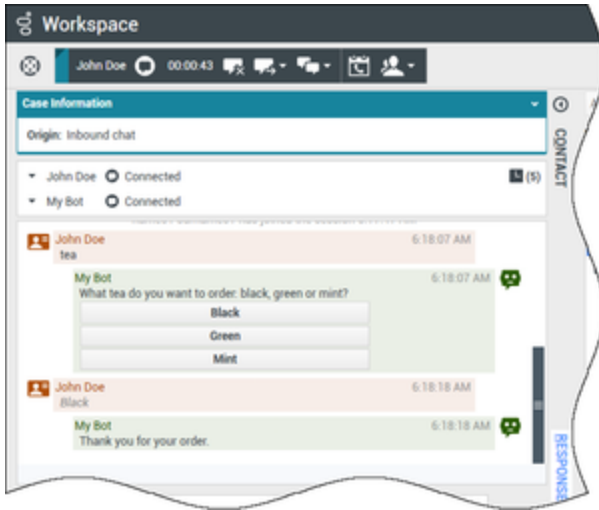 Workspace
John Doe 00:00:43
Case Information
Origin: Inbound chat
John Doe Connected
(5)
My Bot Connected
CONTACT
John Doe 6:18:07 AM
tea
My Bot 6:18:07 AM
What tea do you want to order: black, green or mint?
Black
Green
Mint
John Doe 6:18:18 AM
Black
My Bot 6:18:18 AM
Thank you for your order.
RESPONSE